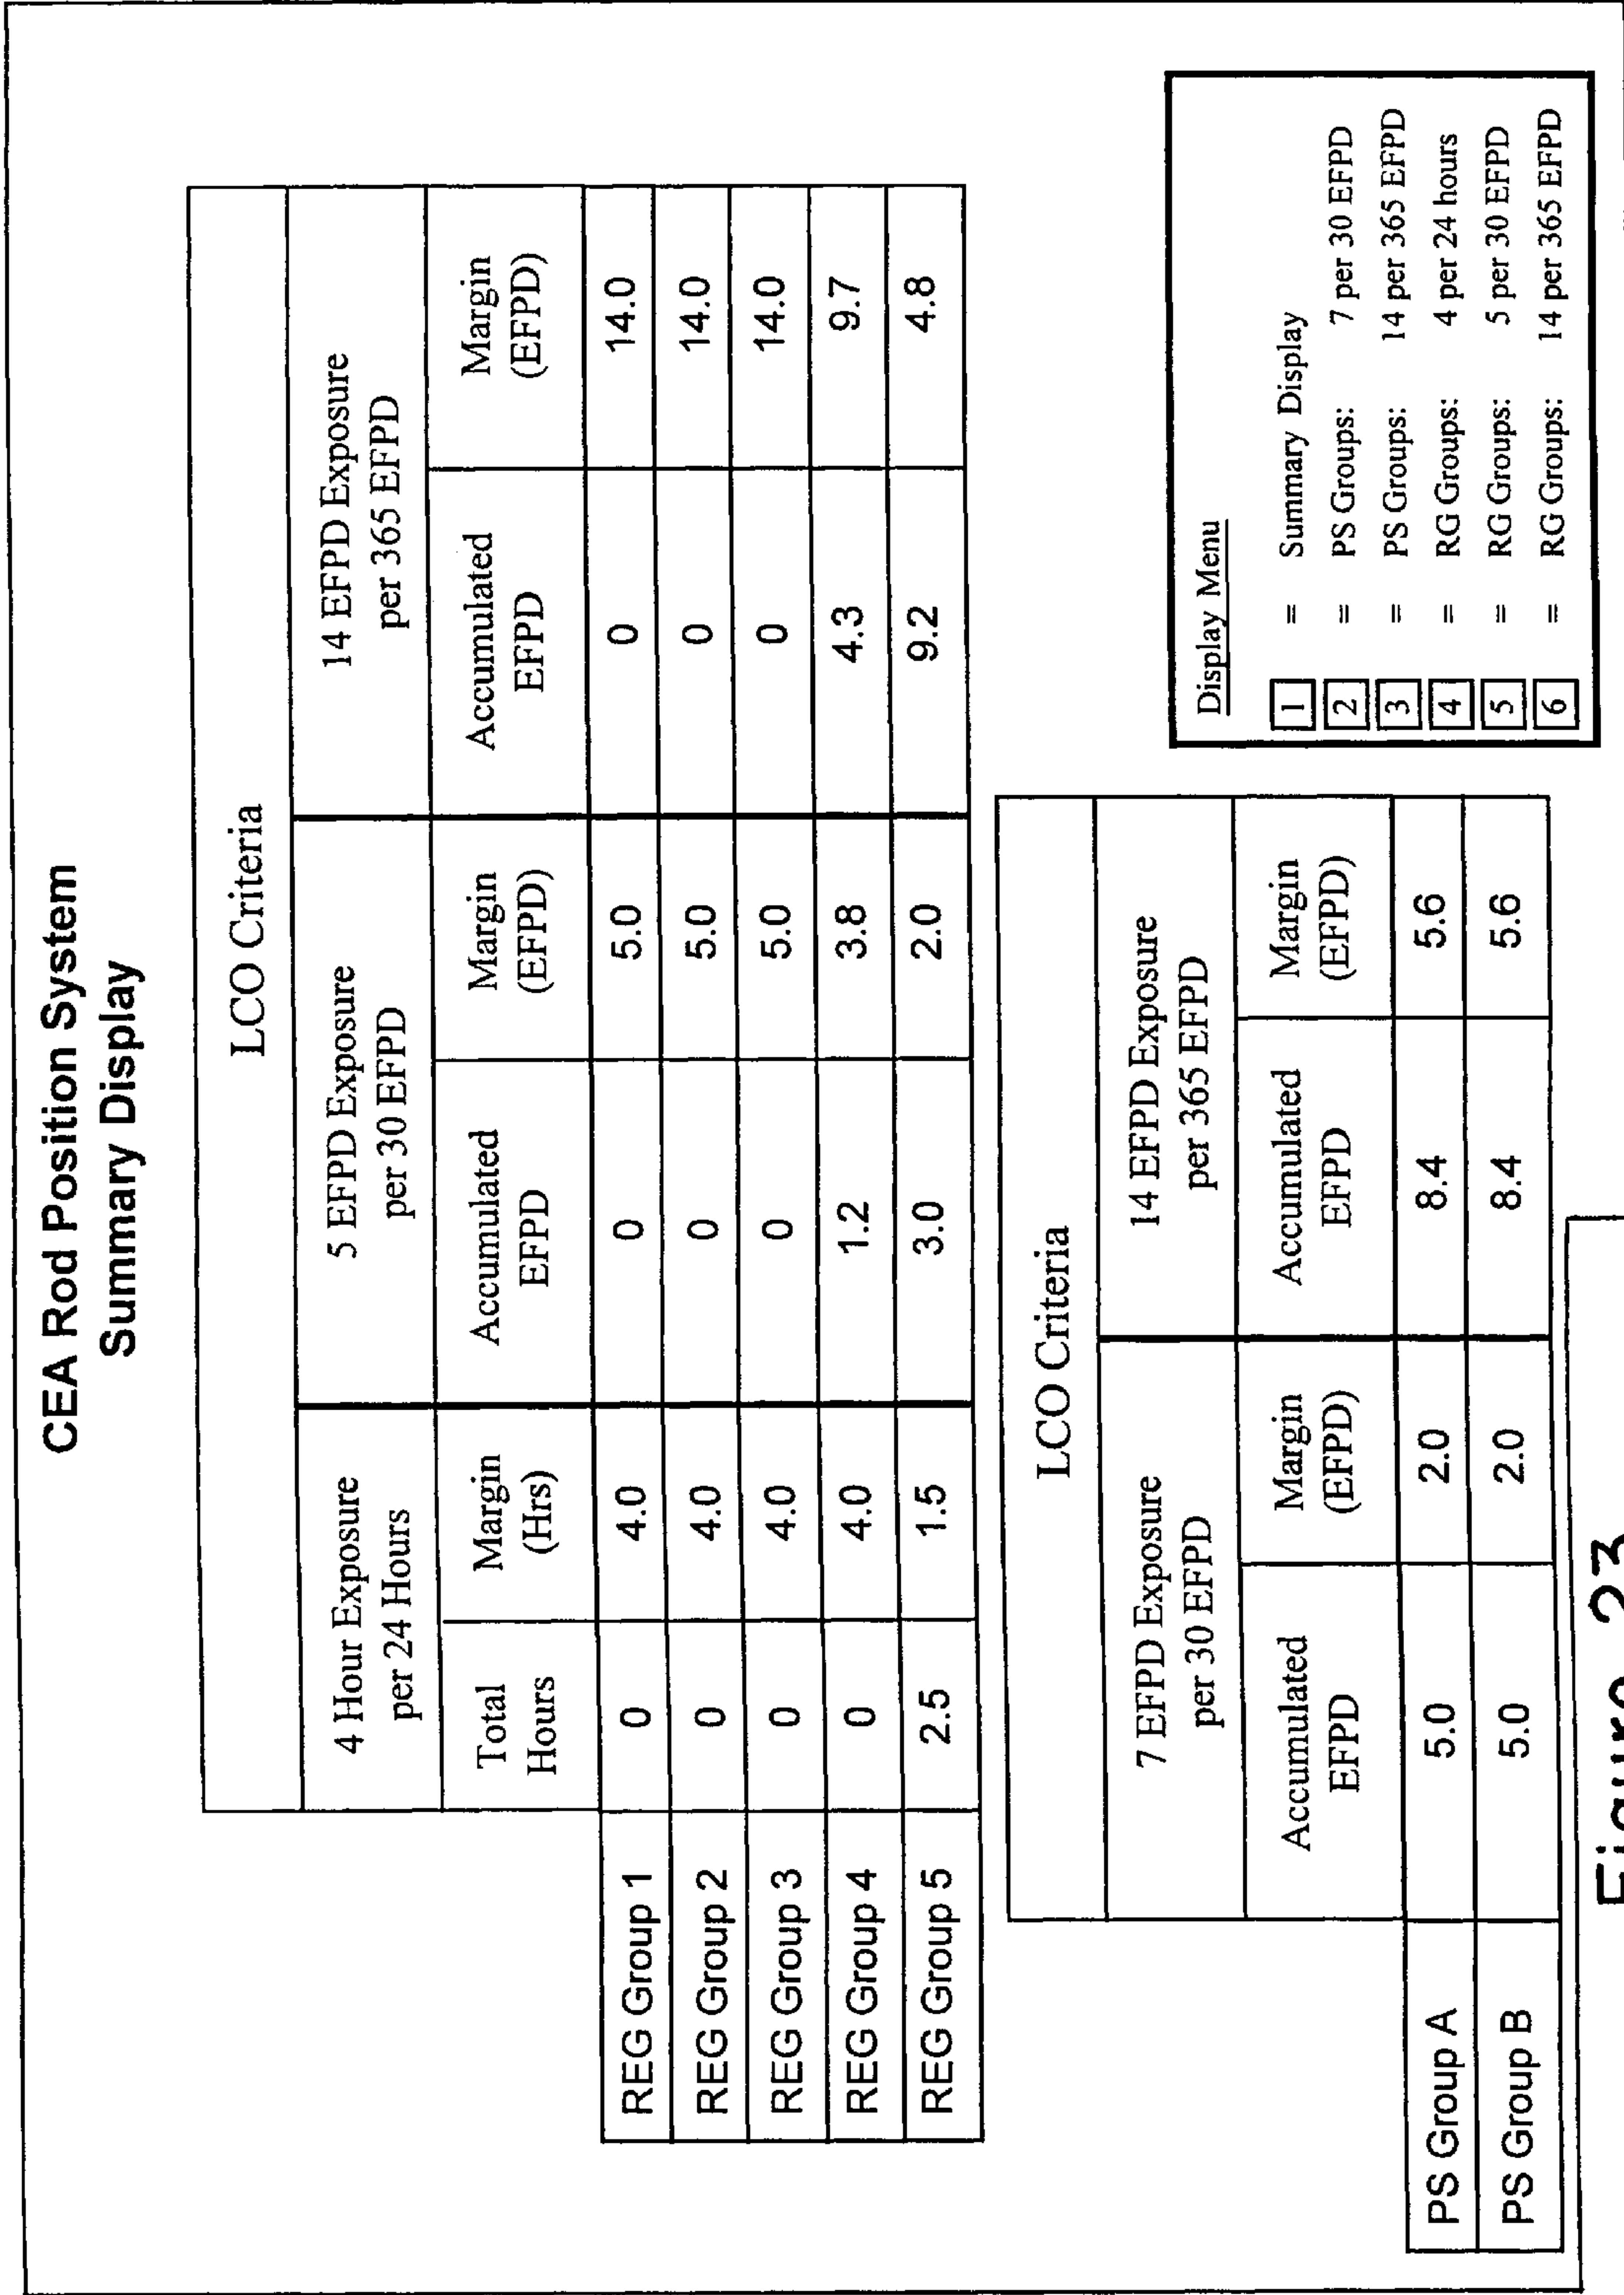 CEA Rod Position System
Summary Display
LCO Criteria
4 Hour Exposure per 24 Hours 5 EFPD Exposure per 30 EFPD 14 EFPD Exposure per 365 EFPD
Total Hours Margin (Hrs) Accumulated EFPD Margin (EFPD) Accumulated EFPD Margin (EFPD)
REG Group 1 0 4.0 0 5.0 0 14.0
REG Group 2 0 4.0 0 5.0 0 14.0
REG Group 3 0 4.0 0 5.0 0 14.0
REG Group 4 0 4.0 1.2 3.8 4.3 9.7
REG Group 5 2.5 1.5 3.0 2.0 9.2 4.8
LCO Criteria
7 EFPD Exposure per 30 EFPD 14 EFPD Exposure per 365 EFPD
Accumulated EFPD Margin (EFPD) Accumulated EFPD Margin (EFPD)
PS Group A 5.0 2.0 8.4 5.6
PS Group B 5.0 2.0 8.4 5.6
Display Menu
1 = Summary Display
2 = PS Groups: 7 per 30 EFPD
3 = PS Groups: 14 per 365 EFPD
4 = RG Groups: 4 per 24 hours
5 = RG Groups: 5 per 30 EFPD
6 = RG Groups: 14 per 365 EFPD
Figure 23